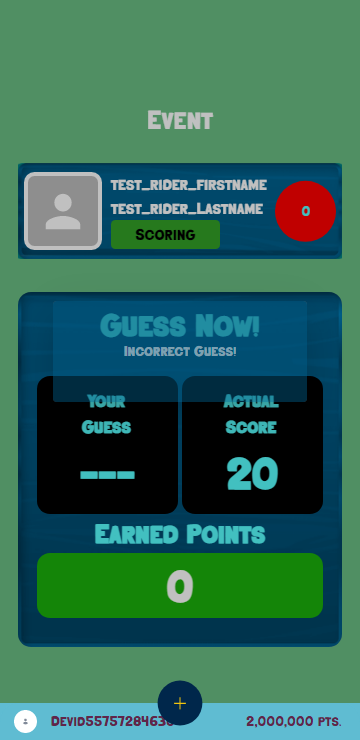 Event
test_rider_firstname
test_rider_Lastname
Scoring
0
Guess Now!
Incorrect Guess!
Your
Guess
---
Actual
Score
20
Earned Points
0
+
2,000,000 pts.